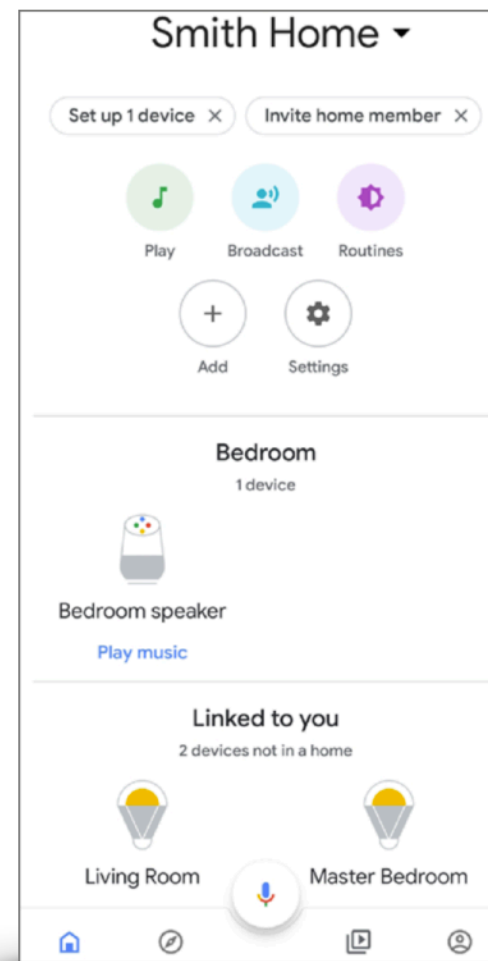 Smith Home
Set up 1 device Invite home member
Play Broadcast Routines
Add Settings
Bedroom
1 device
Bedroom speaker
Play music
Linked to you
2 devices not in a home
Living Room Master Bedroom